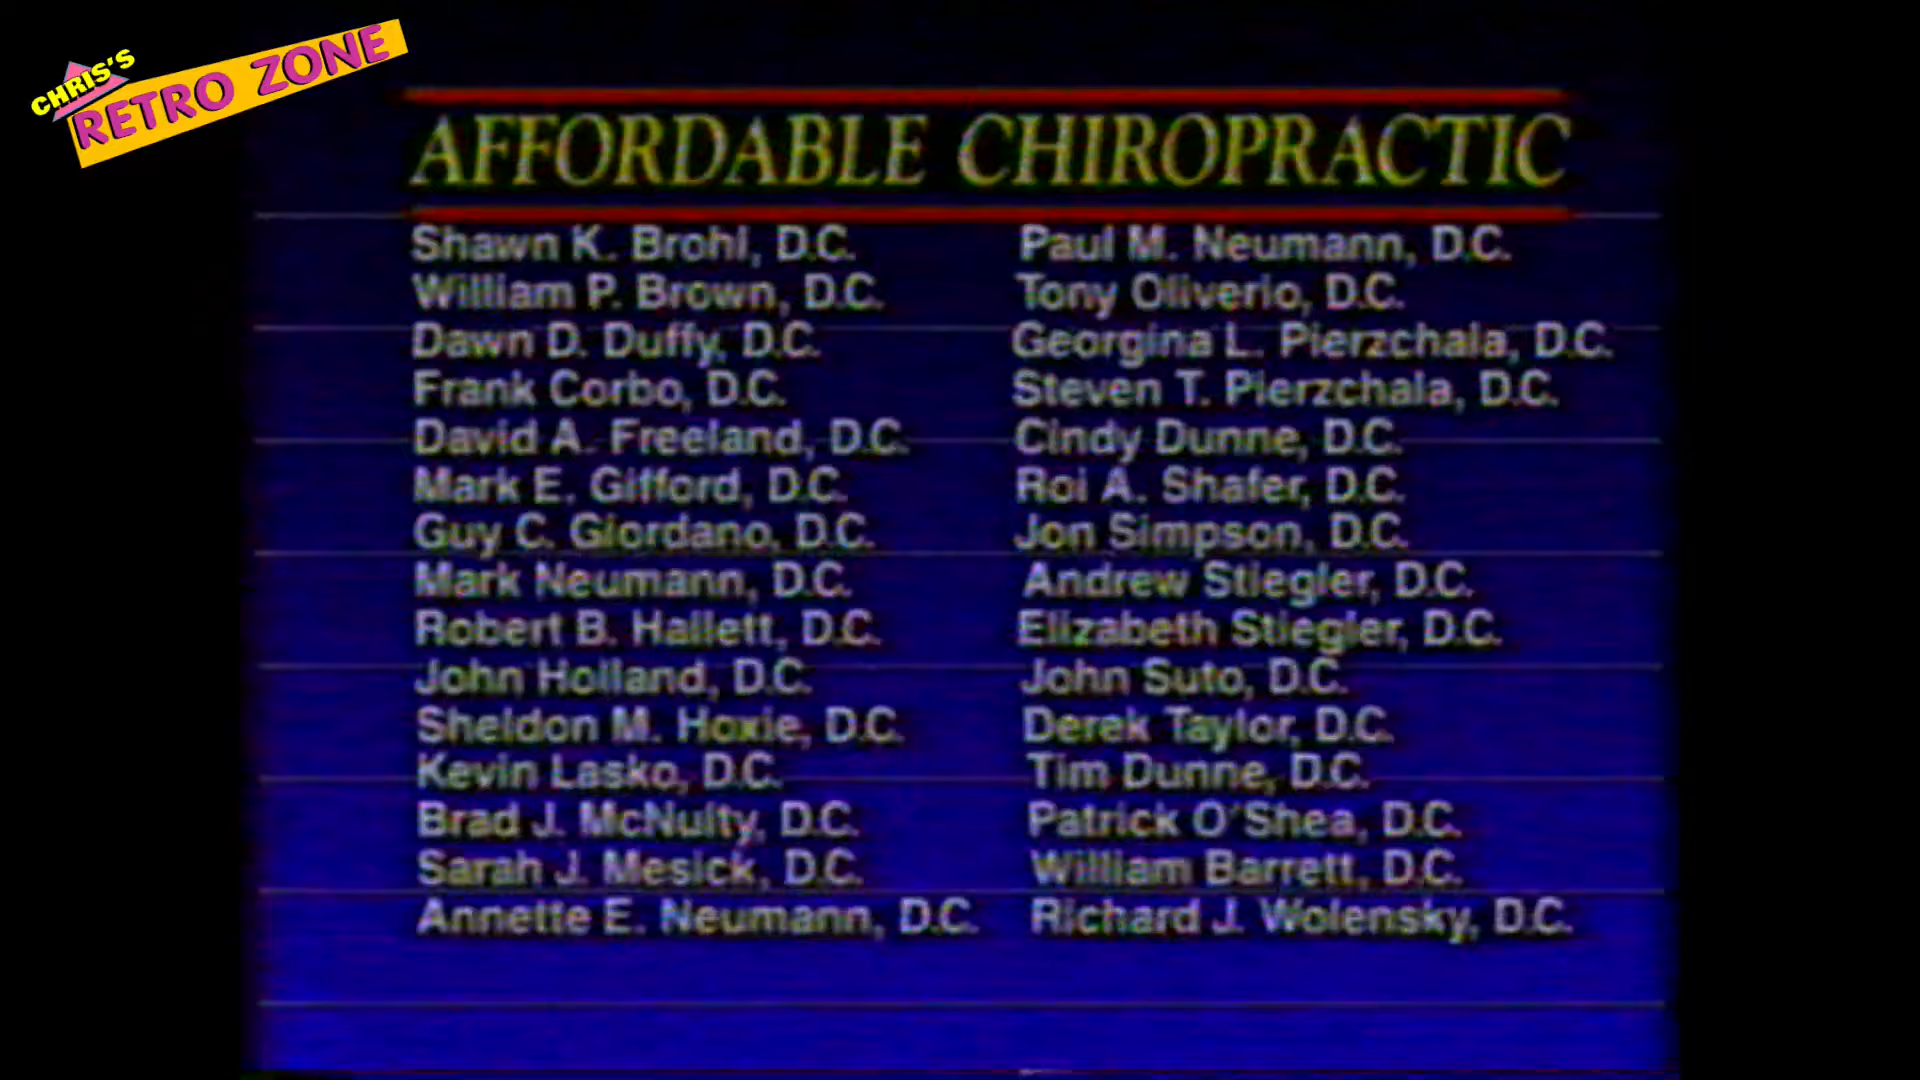 CHRIS'S
RETRO ZONE
AFFORDABLE CHIROPRACTIC
Shawn K. Brohl, D.C.
William P. Brown, D.C.
Dawn D. Duffy, D.C.
Frank Corbo, D.C.
David A. Freeland, D.C.
Mark E. Gifford, D.C.
Guy C. Giordano, D.C.
Mark Neumann, D.C.
Robert B. Hallett, D.C.
John Holland, D.C.
Sheldon M. Hoxie, D.C.
Kevin Lasko, D.C.
Brad J. McNulty, D.C.
Sarah J. Mesick, D.C.
Annette E. Neumann, D.C.
Paul M. Neumann, D.C.
Tony Oliverio, D.C.
Georgina L. Pierzchala, D.C.
Steven T. Pierzchala, D.C.
Cindy Dunne, D.C.
Roi A. Shafer, D.C.
Jon Simpson, D.C.
Andrew Stiegler, D.C.
Elizabeth Stiegler, D.C.
John Suto, D.C.
Derek Taylor, D.C.
Tim Dunne, D.C.
Patrick O'Shea, D.C.
William Barrett, D.C.
Richard J. Wolensky, D.C.